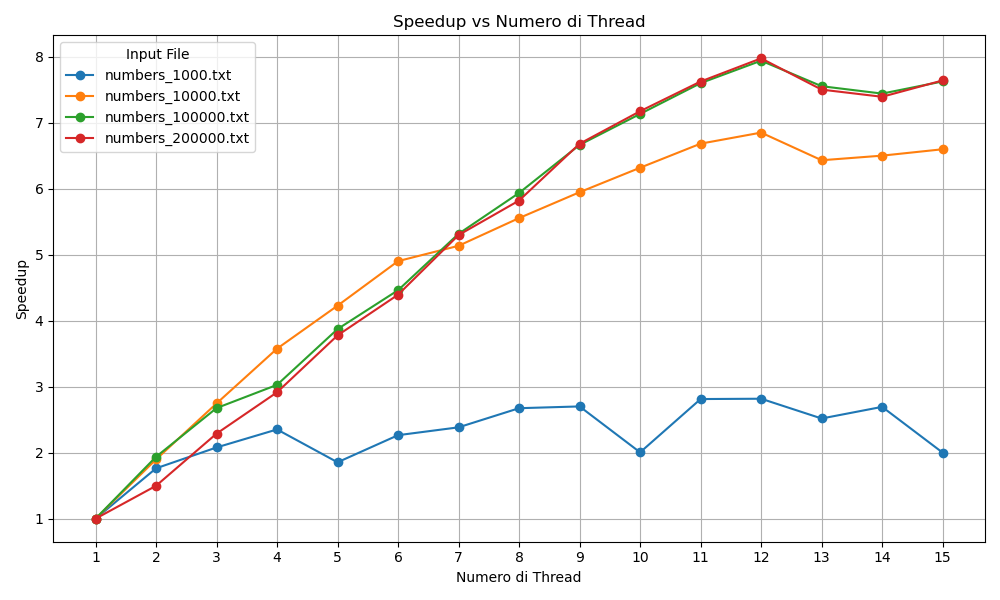 Speedup vs Numero di Thread
Input File
numbers_1000.txt
numbers_10000.txt
numbers_100000.txt
numbers_200000.txt
8
7
6
5
4
3
2
1
Speedup
1 2 3 4 5 6 7 8 9 10 11 12 13 14 15
Numero di Thread